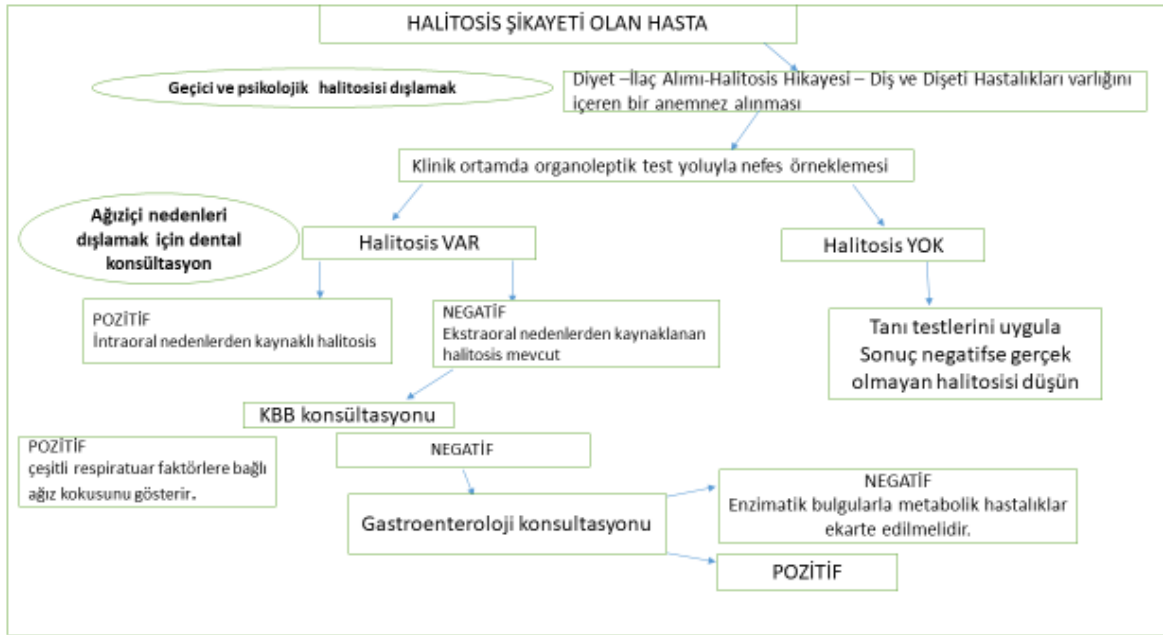 HALİTOSİS ŞİKAYETİ OLAN HASTA
Geçici ve psikolojik halitosisi dışlamak
Diyet –İlaç Alımı-Halitosis Hikayesi – Diş ve Dişeti Hastalıkları varlığını
içeren bir anemnez alınması
Klinik ortamda organoleptik test yoluyla nefes örneklemesi
Ağıziçi nedenleri
dışlamak için dental
konsültasyon
Halitosis VAR
Halitosis YOK
POZİTİF
İntraoral nedenlerden kaynaklı halitosis
NEGATİF
Ekstraoral nedenlerden kaynaklanan
halitosis mevcut
Tanı testlerini uygula
Sonuç negatifse gerçek
olmayan halitosisi düşün
KBB konsültasyonu
POZİTİF
çeşitli respiratuar faktörlere bağlı
ağız kokusunu gösterir.
NEGATİF
Gastroenteroloji konsultasyonu
NEGATİF
Enzimatik bulgularla metabolik hastalıklar
ekarte edilmelidir.
POZİTİF